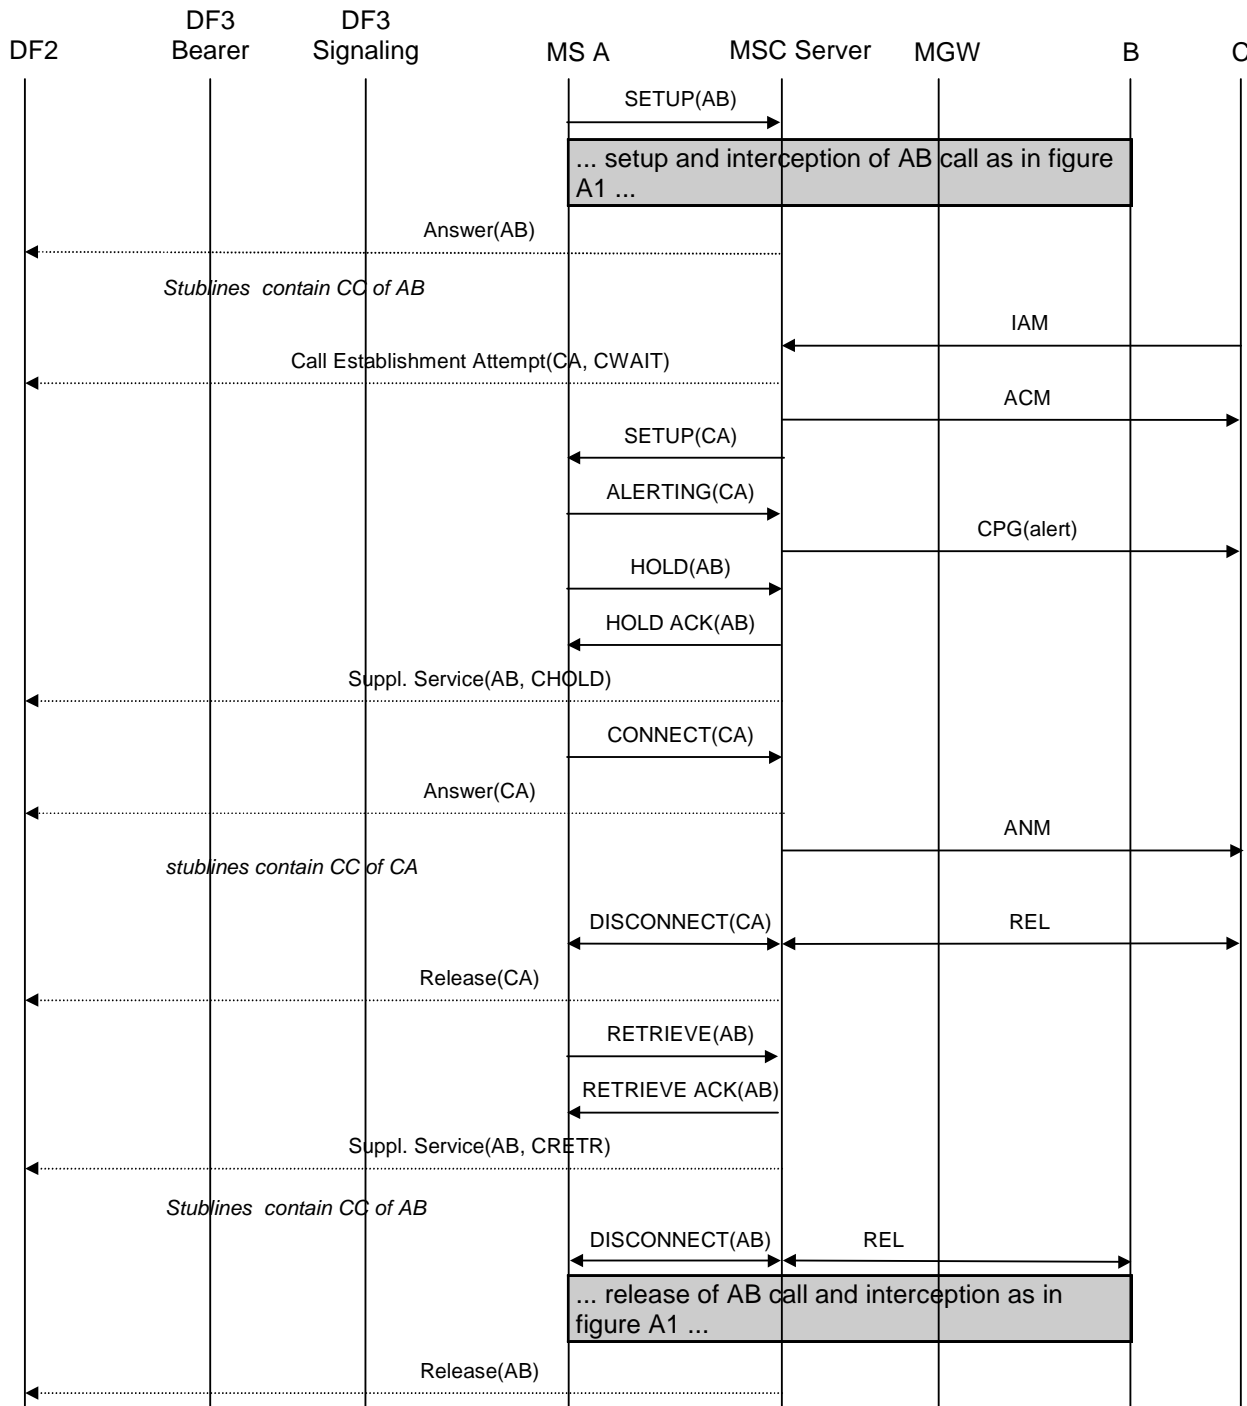 DF2
DF3
Bearer
DF3
Signaling
MS A
MSC Server
MGW
B
C
SETUP(AB)
... setup and interception of AB call as in figure
A1 ...
Answer(AB)
Stublines contain CC of AB
IAM
Call Establishment Attempt(CA, CWAIT)
ACM
SETUP(CA)
ALERTING(CA)
CPG(alert)
HOLD(AB)
HOLD ACK(AB)
Suppl. Service(AB, CHOLD)
CONNECT(CA)
Answer(CA)
ANM
stublines contain CC of CA
DISCONNECT(CA)
REL
Release(CA)
RETRIEVE(AB)
RETRIEVE ACK(AB)
Suppl. Service(AB, CRETR)
Stublines contain CC of AB
DISCONNECT(AB)
REL
... release of AB call and interception as in
figure A1 ...
Release(AB)